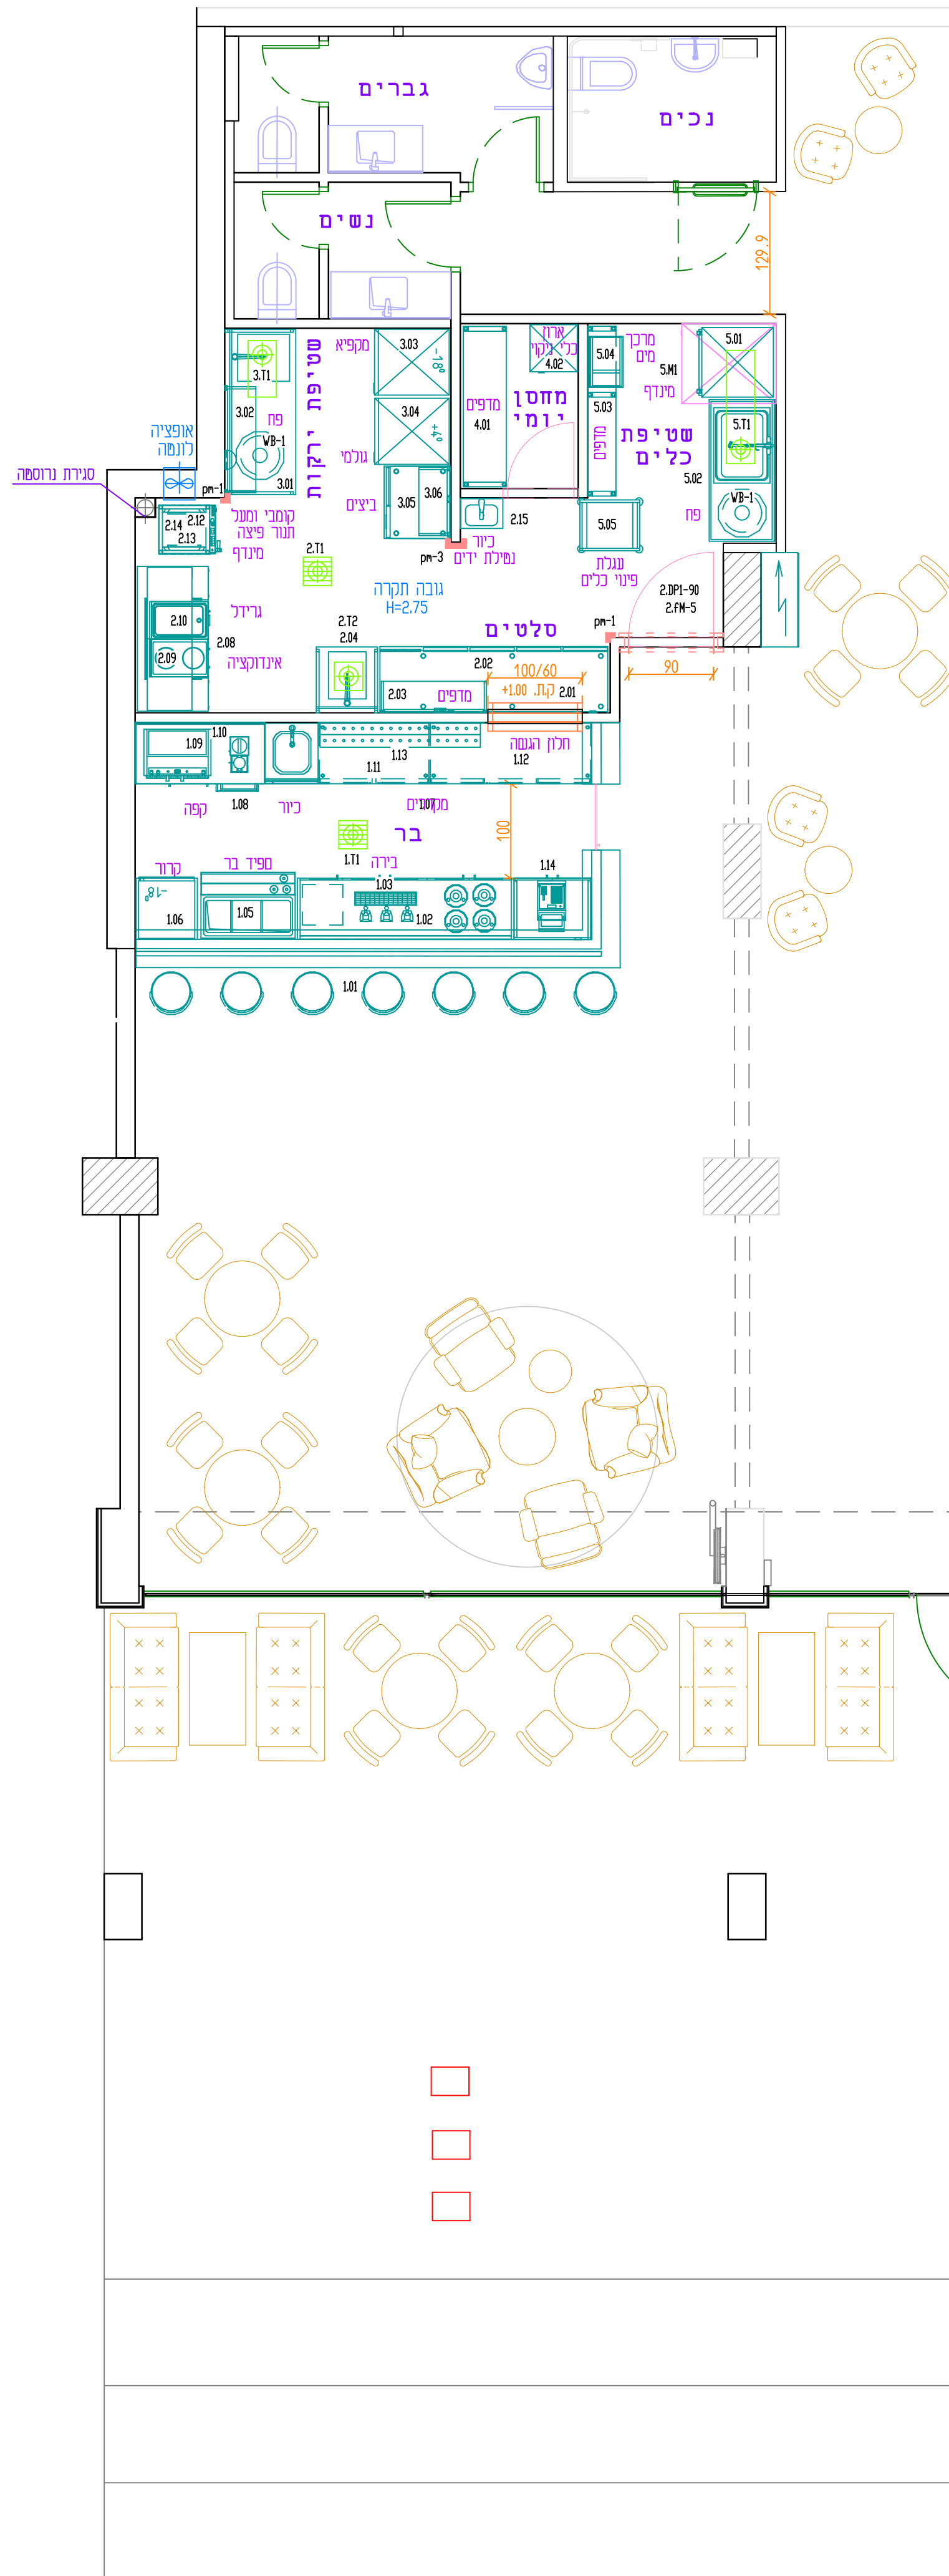 גברים
נכים
נשים
129.9
3.T1
3.02
פח
WB-1
3.01
שטיפת ירקות
מקפיא
3.03
-18°
3.04
+4°
גולמי
ביצים
3.05
3.06
ארון
כלי ניקוי
4.02
מדפים
4.01
מחסן
יומי
5.04
5.03
מדפים
מרכך
מים
5.M1
מינדף
5.01
5.T1
שטיפת
כלים
5.02
WB-1
פח
אופציה
לונטה
סגירת נרוסטה
pm-1
2.14
2.12
2.13
קומבי ומעל
תנור פיצה
מינדף
2.T1
pm-3
2.15
כיור
נטילת ידים
5.05
עגלת
פינוי כלים
גובה תקרה
H=2.75
2.DP1-90
2.fM-5
גרידל
2.10
2.08
2.09
אינדוקציה
2.T2
2.04
סלטים
pm-1
90
2.02
100/60
ק.ת. +1.00
2.01
2.03
מדפים
חלון הגשה
1.10
1.09
1.13
1.11
1.12
1.08
קפה
כיור
1.07
בר
100
1.T1
בירה
קרור
ספיד בר
1.03
1.14
-18°
1.06
1.05
1.02
1.01